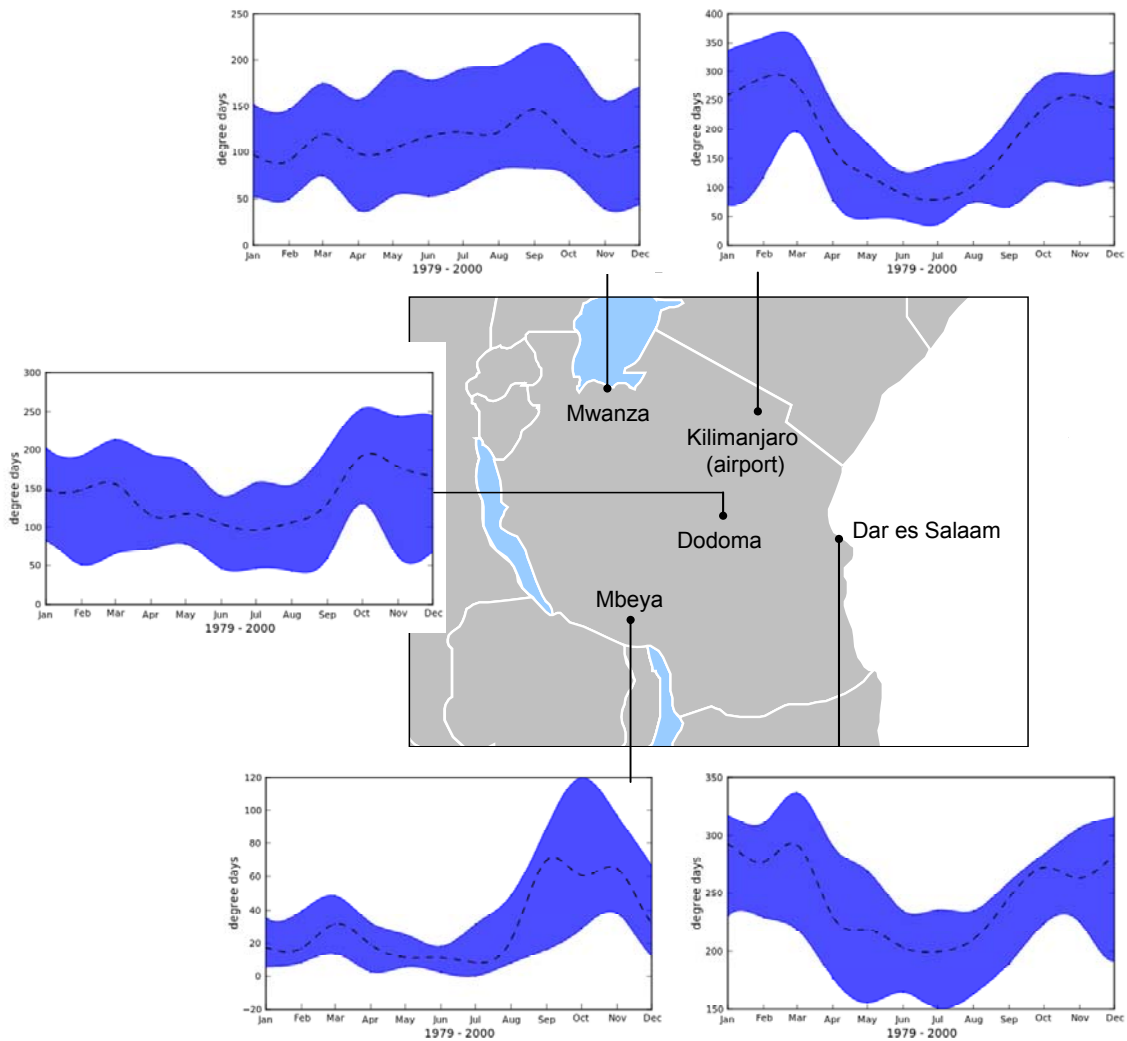 250
200
150
100
50
0
degree days
Jan Feb Mar Apr May Jun Jul Aug Sep Oct Nov Dec
1979 - 2000
400
350
300
250
200
150
100
50
0
degree days
Jan Feb Mar Apr May Jun Jul Aug Sep Oct Nov Dec
1979 - 2000
300
250
200
150
100
50
0
degree days
Jan Feb Mar Apr May Jun Jul Aug Sep Oct Nov Dec
1979 - 2000
Mwanza
Kilimanjaro
(airport)
Dodoma
Dar es Salaam
Mbeya
120
100
80
60
40
20
0
−20
degree days
Jan Feb Mar Apr May Jun Jul Aug Sep Oct Nov Dec
1979 - 2000
350
300
250
200
150
degree days
Jan Feb Mar Apr May Jun Jul Aug Sep Oct Nov Dec
1979 - 2000